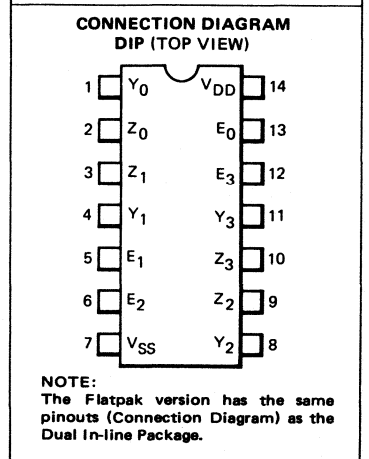 CONNECTION DIAGRAM
DIP (TOP VIEW)
1 Y0 VDD 14
2 Z0 E0 13
3 Z1 E3 12
4 Y1 Y3 11
5 E1 Z3 10
6 E2 Z2 9
7 VSS Y2 8
NOTE:
The Flatpak version has the same
pinouts (Connection Diagram) as the
Dual In-line Package.